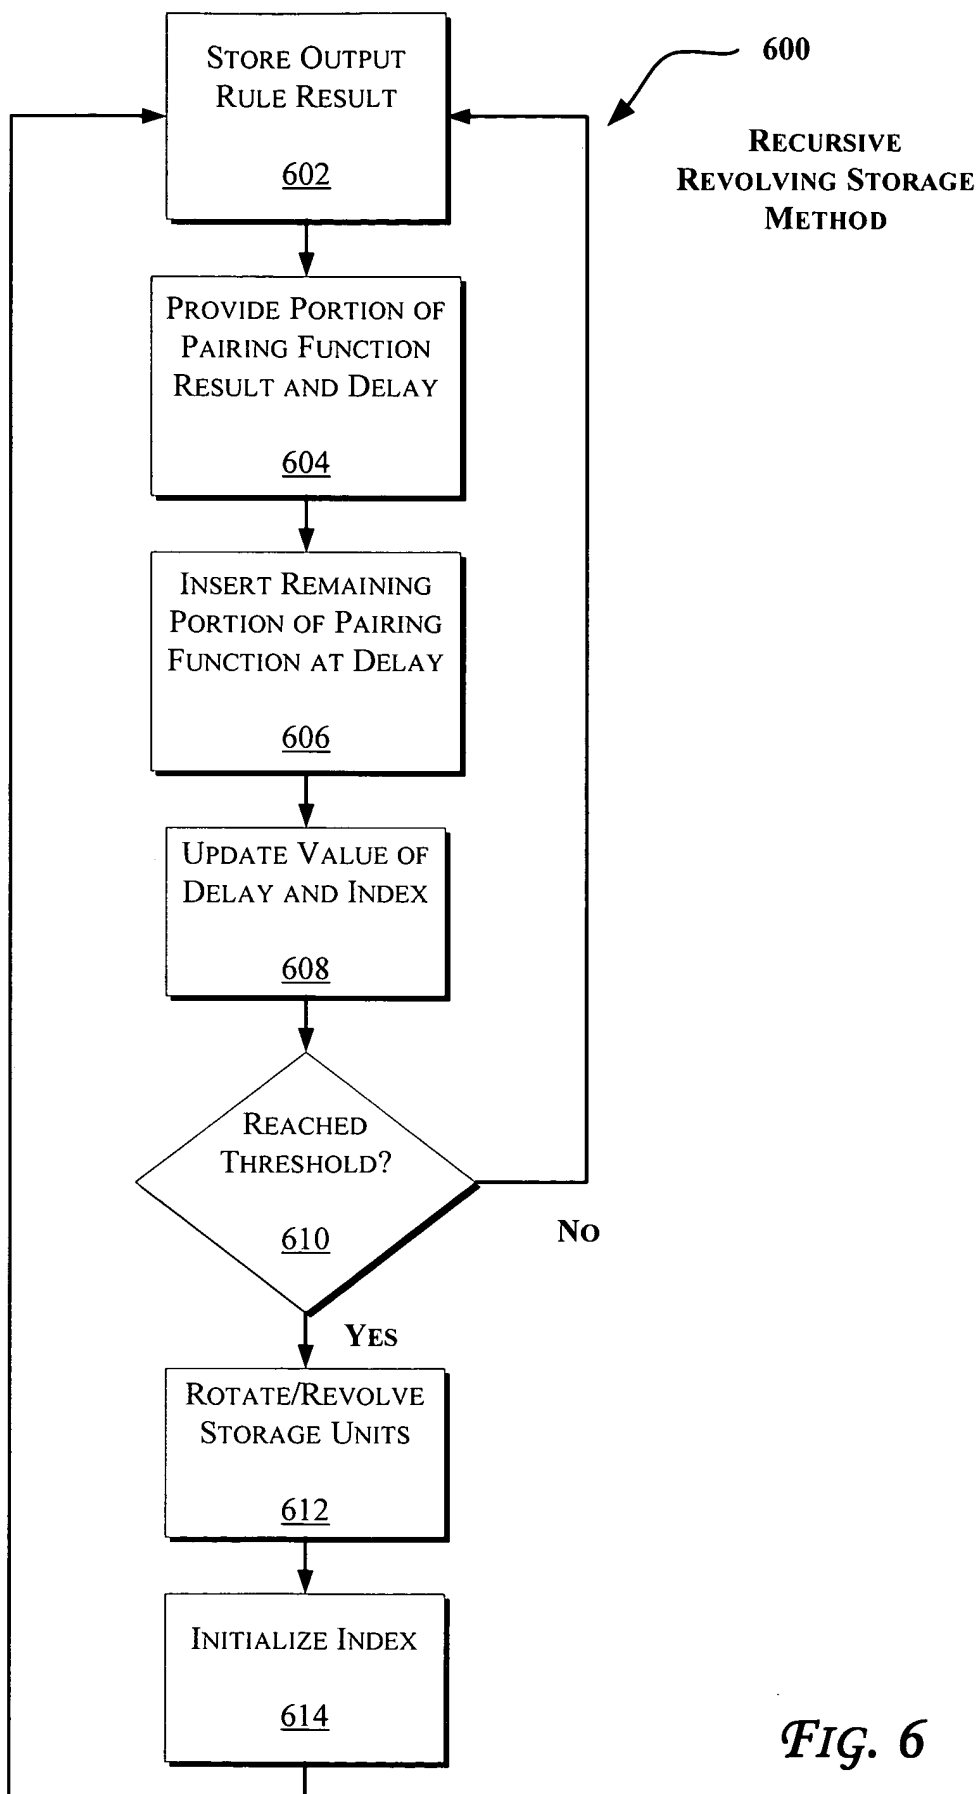 STORE OUTPUT
RULE RESULT
602
600
RECURSIVE
REVOLVING STORAGE
METHOD
PROVIDE PORTION OF
PAIRING FUNCTION
RESULT AND DELAY
604
INSERT REMAINING
PORTION OF PAIRING
FUNCTION AT DELAY
606
UPDATE VALUE OF
DELAY AND INDEX
608
REACHED
THRESHOLD?
610
NO
YES
ROTATE/REVOLVE
STORAGE UNITS
612
INITIALIZE INDEX
614
FIG. 6